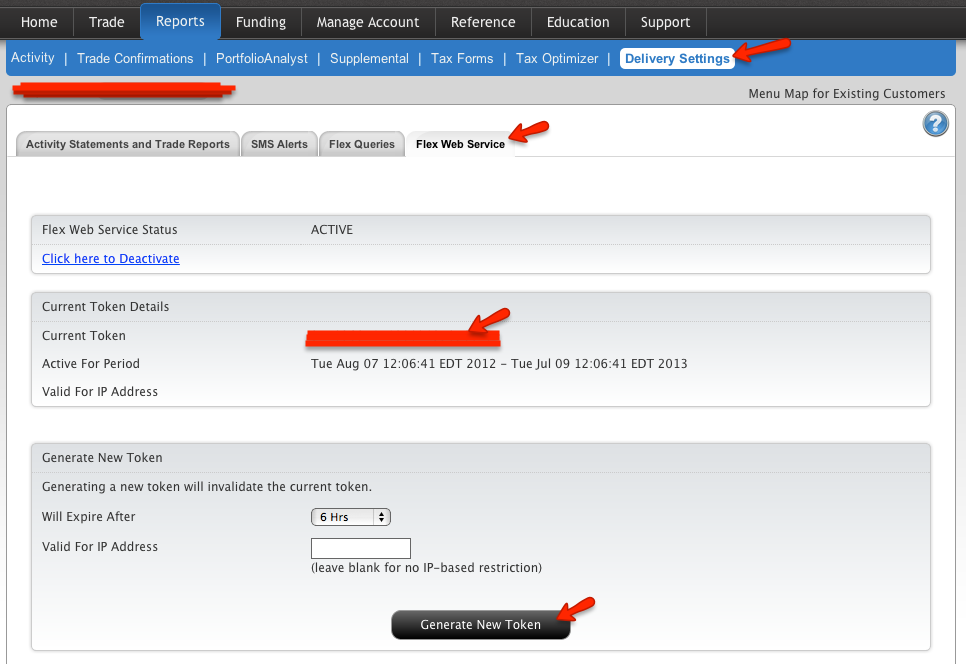 Home Trade Reports Funding Manage Account Reference Education Support
Activity | Trade Confirmations | PortfolioAnalyst | Supplemental | Tax Forms | Tax Optimizer | Delivery Settings
Menu Map for Existing Customers
?
Activity Statements and Trade Reports SMS Alerts Flex Queries Flex Web Service
Flex Web Service Status ACTIVE
Click here to Deactivate
Current Token Details
Current Token
Active For Period Tue Aug 07 12:06:41 EDT 2012 - Tue Jul 09 12:06:41 EDT 2013
Valid For IP Address
Generate New Token
Generating a new token will invalidate the current token.
Will Expire After 6 Hrs
Valid For IP Address
(leave blank for no IP-based restriction)
Generate New Token